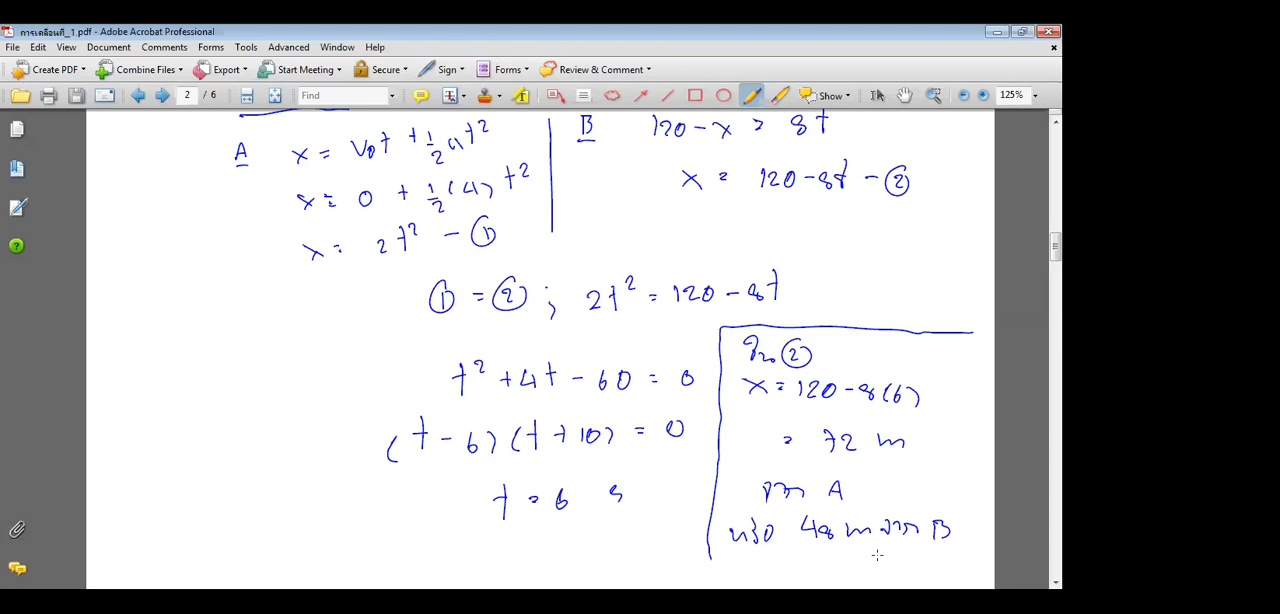 การเคลื่อนที่_1.pdf - Adobe Acrobat Professional
File Edit View Document Comments Forms Tools Advanced Window Help
Create PDF Combine Files Export Start Meeting Secure Sign Forms Review & Comment
2 / 6 Find Show 125%
A x = V₀t + 1/2 at²
x = 0 + 1/2 (4) t²
x = 2t² - ①
B 120 - x = 8t
x = 120 - 8t - ②
① = ② ; 2t² = 120 - 8t
t² + 4t - 60 = 0
(t - 6) (t + 10) = 0
t = 6 s
②
x = 120 - 8(6)
= 72 m
จาก A
หรือ 48 m จาก B